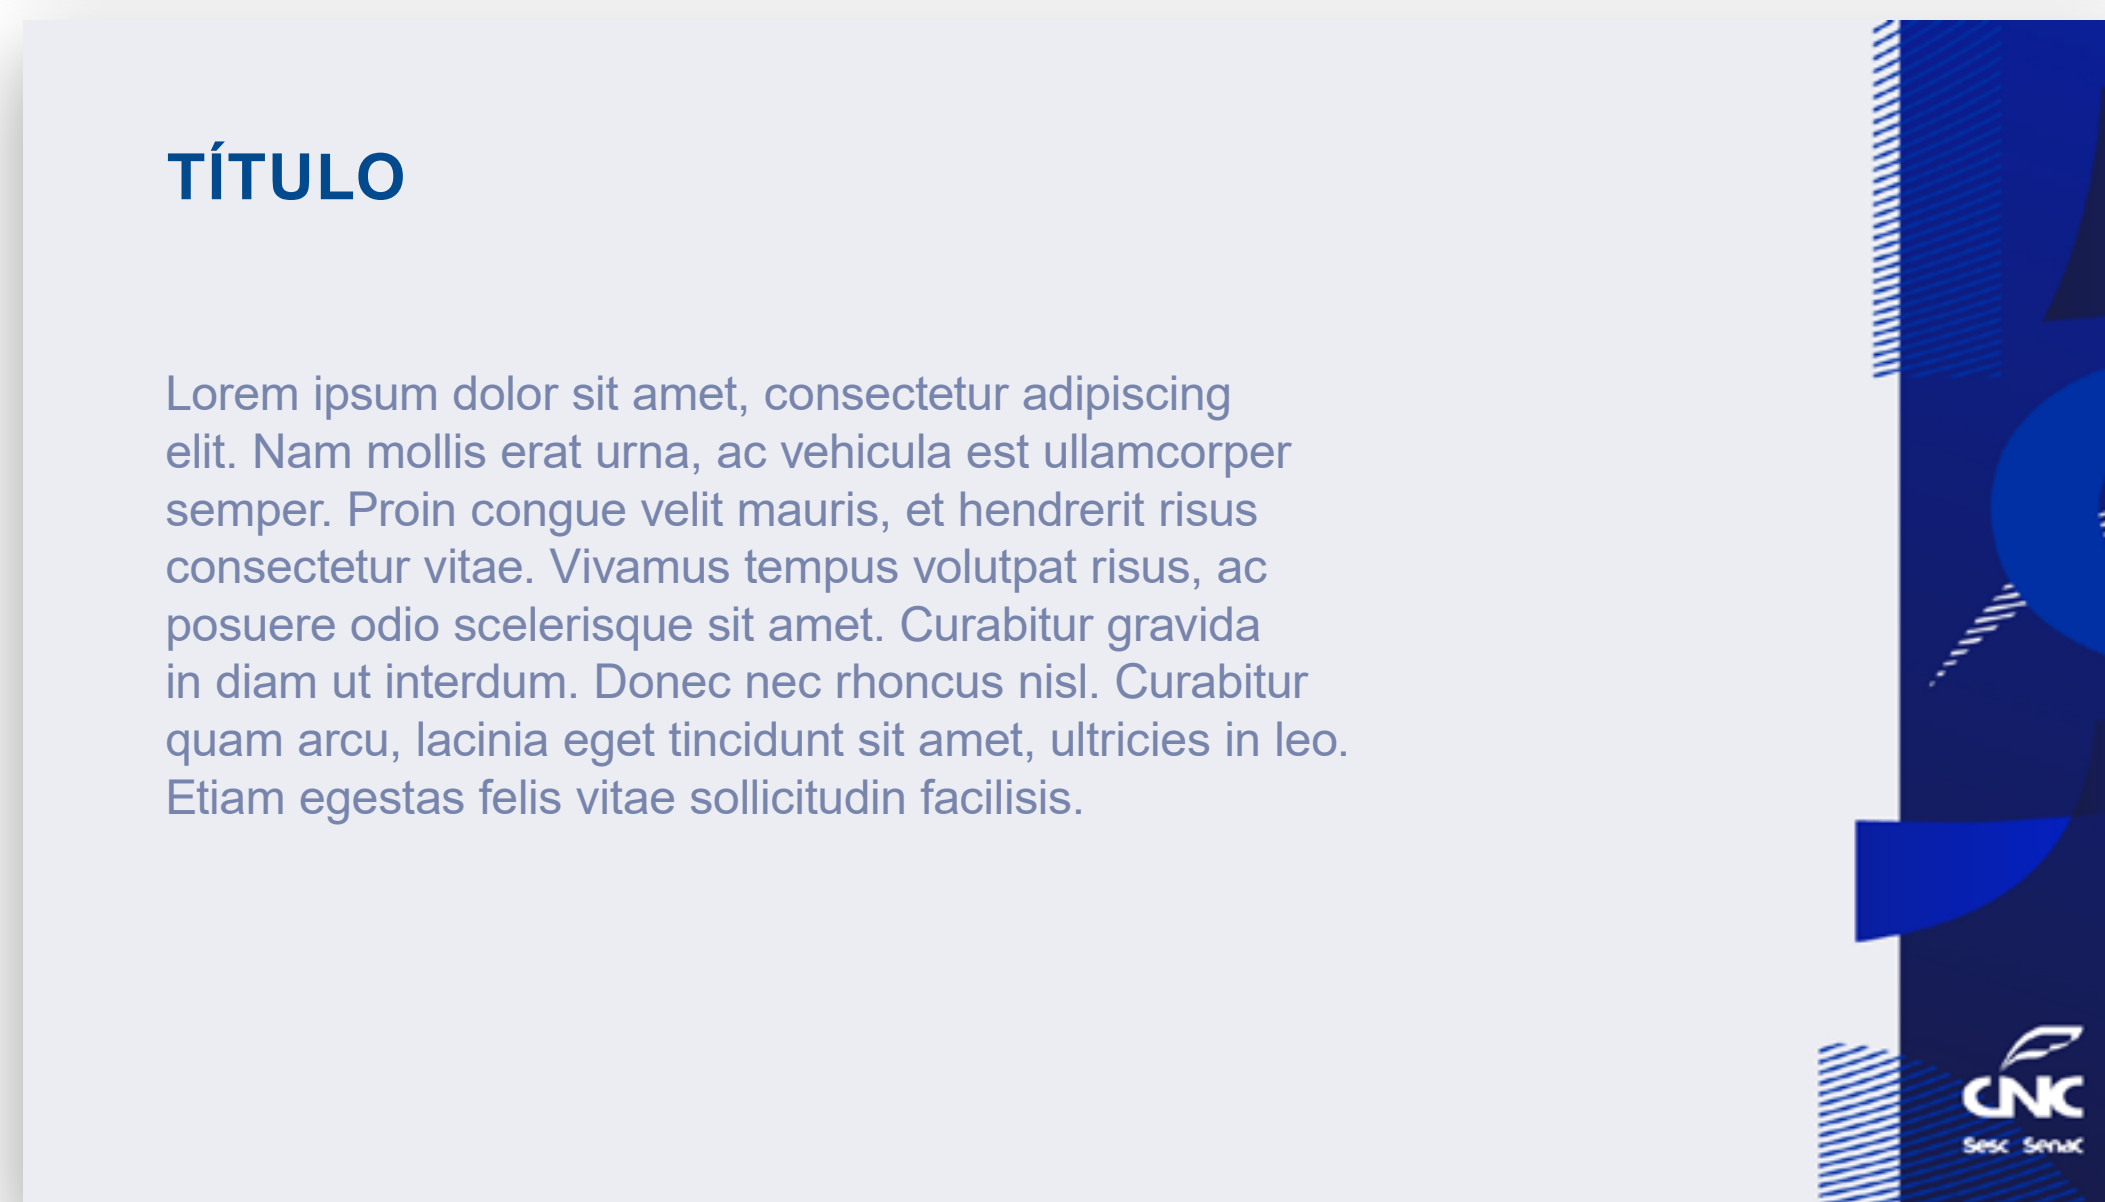 TÍTULO
Lorem ipsum dolor sit amet, consectetur adipiscing
elit. Nam mollis erat urna, ac vehicula est ullamcorper
semper. Proin congue velit mauris, et hendrerit risus
consectetur vitae. Vivamus tempus volutpat risus, ac
posuere odio scelerisque sit amet. Curabitur gravida
in diam ut interdum. Donec nec rhoncus nisl. Curabitur
quam arcu, lacinia eget tincidunt sit amet, ultricies in leo.
Etiam egestas felis vitae sollicitudin facilisis.
CNC
Sesc Senac